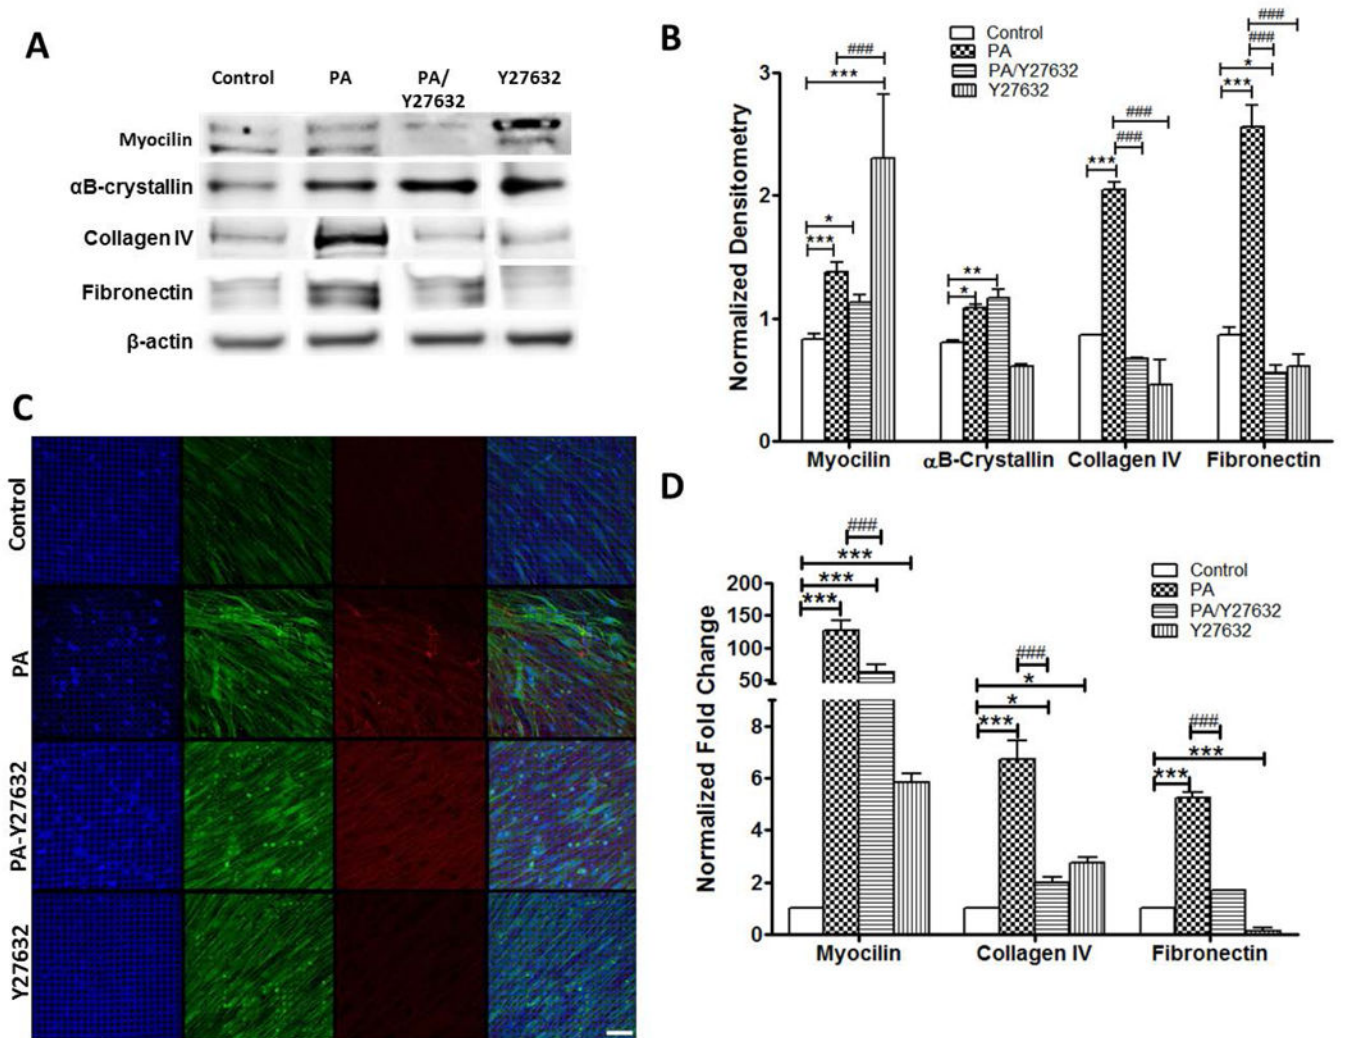 A
Control PA PA/ Y27632
Y27632
Myocilin
αB-crystallin
Collagen IV
Fibronectin
β-actin
B
Control
PA
PA/Y27632
Y27632
Normalized Densitometry
3
2
1
0
***
###
***
*
*
**
***
###
###
***
*
###
###
Myocilin αB-Crystallin Collagen IV Fibronectin
C
Control
PA
PA-Y27632
Y27632
D
Control
PA
PA/Y27632
Y27632
Normalized Fold Change
200
150
100
50
8
6
4
2
0
***
***
***
###
***
*
*
###
***
***
###
Myocilin Collagen IV Fibronectin